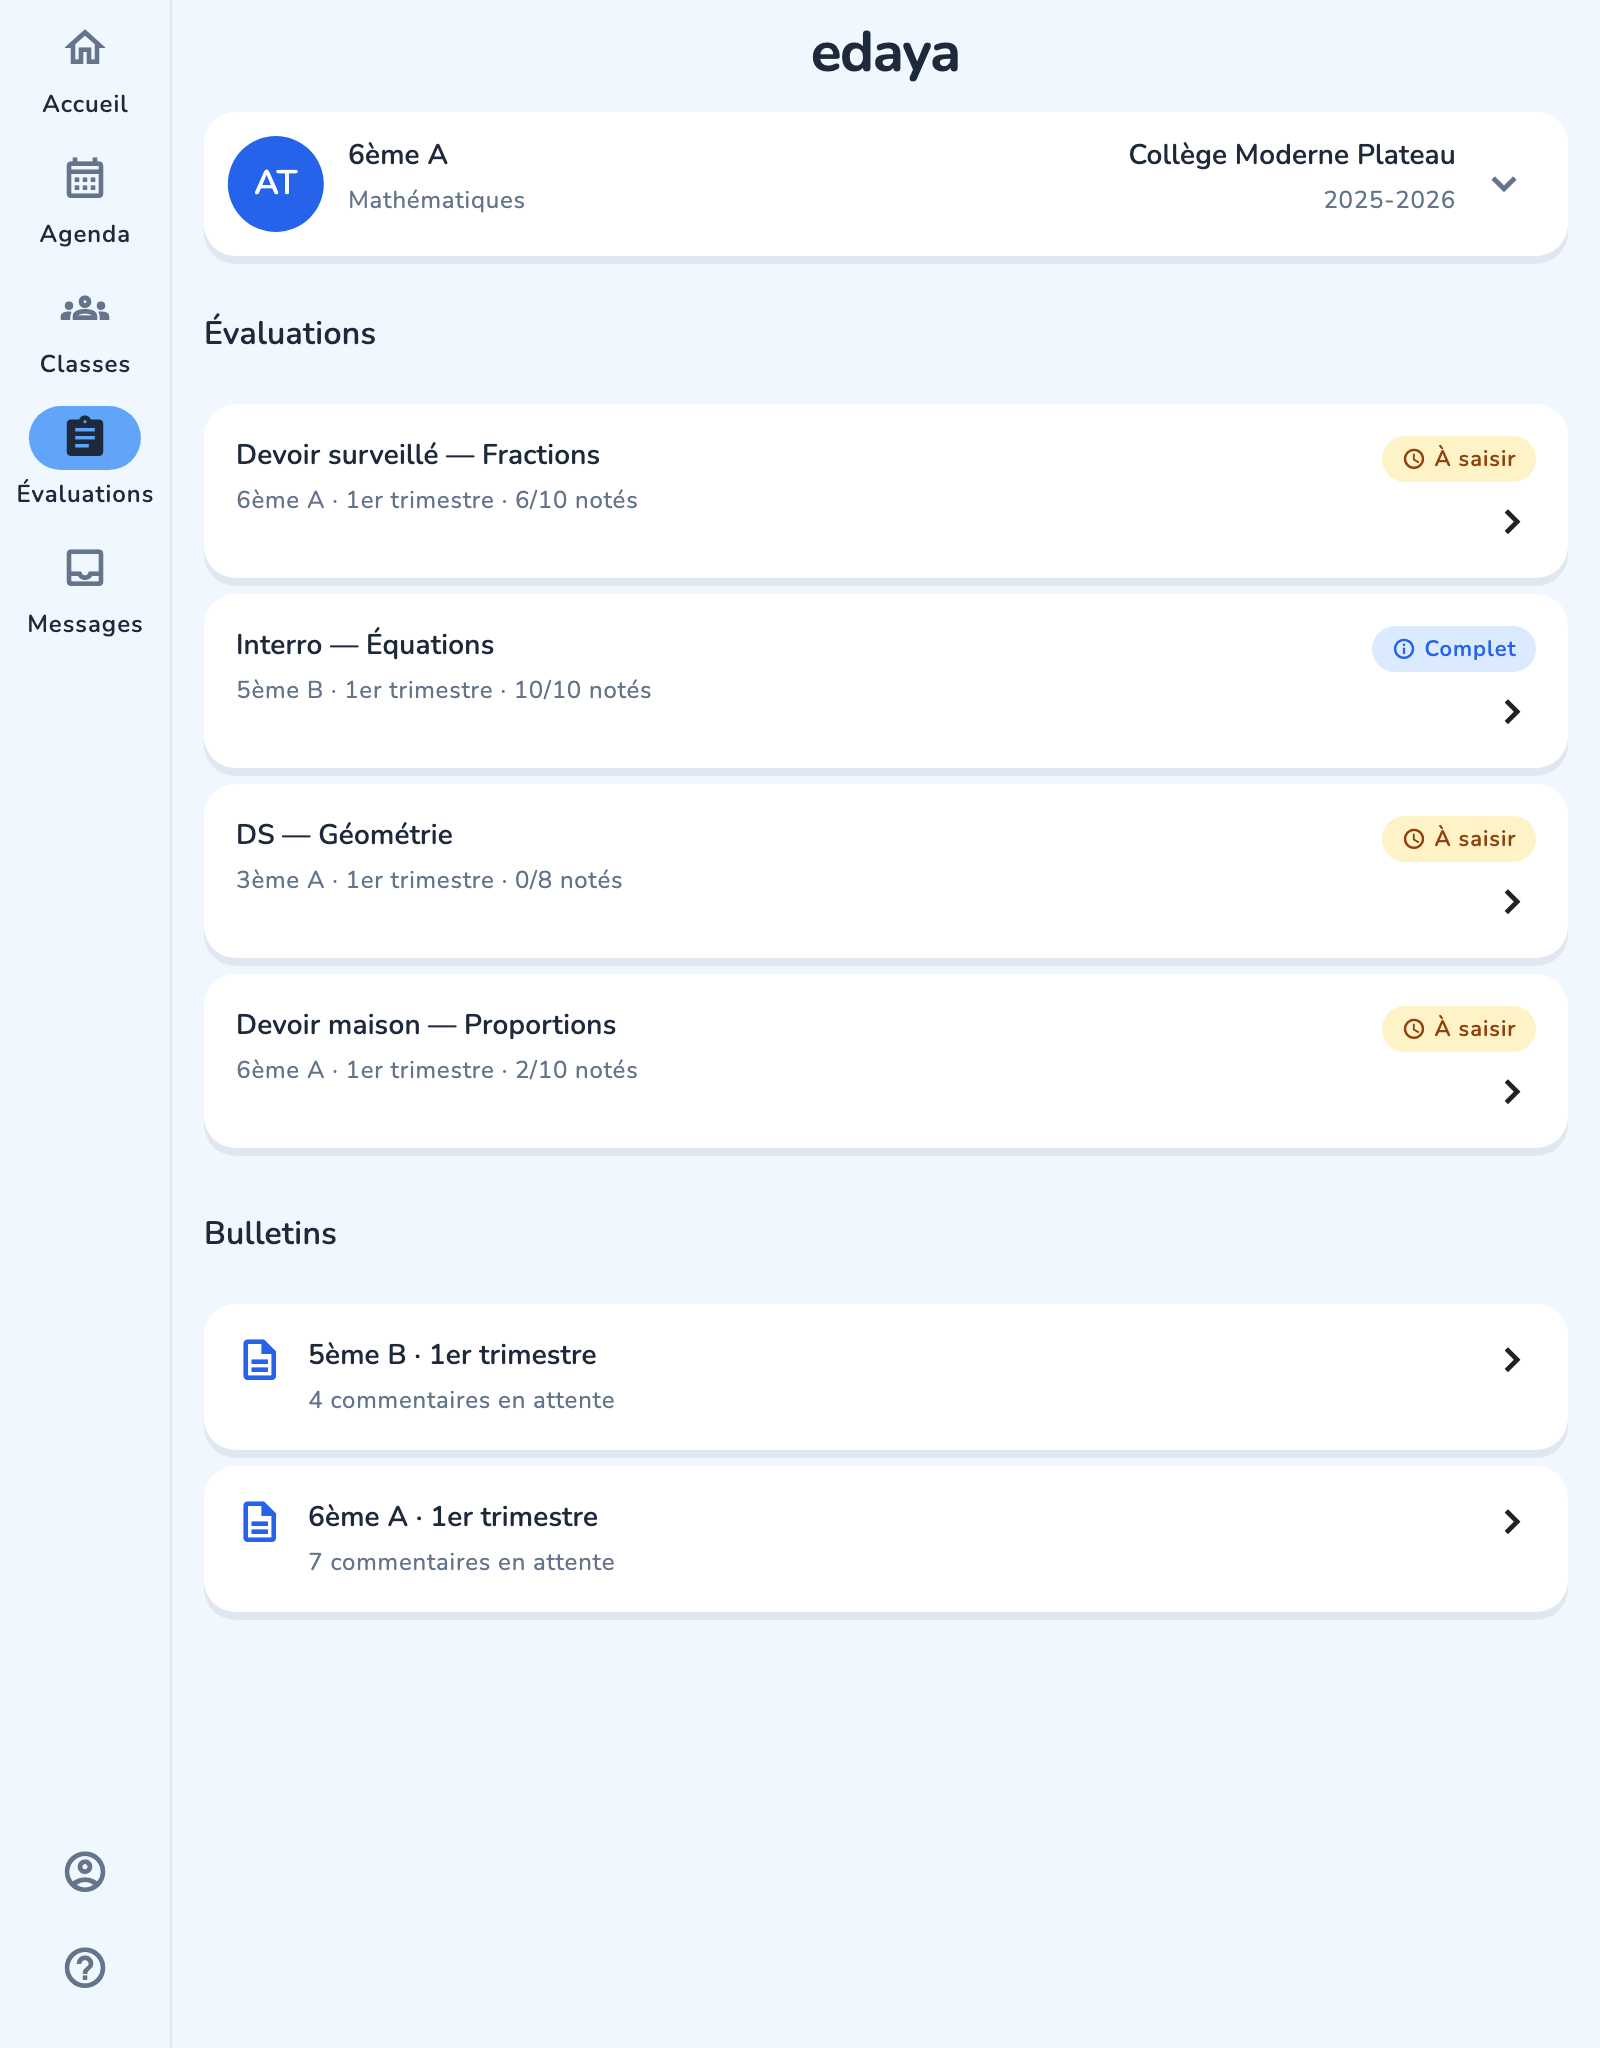 edaya
Accueil
Agenda
Classes
Évaluations
Messages
AT
6ème A
Mathématiques
Collège Moderne Plateau
2025-2026
Évaluations
Devoir surveillé — Fractions
6ème A · 1er trimestre · 6/10 notés
À saisir
Interro — Équations
5ème B · 1er trimestre · 10/10 notés
Complet
DS — Géométrie
3ème A · 1er trimestre · 0/8 notés
À saisir
Devoir maison — Proportions
6ème A · 1er trimestre · 2/10 notés
À saisir
Bulletins
5ème B · 1er trimestre
4 commentaires en attente
6ème A · 1er trimestre
7 commentaires en attente